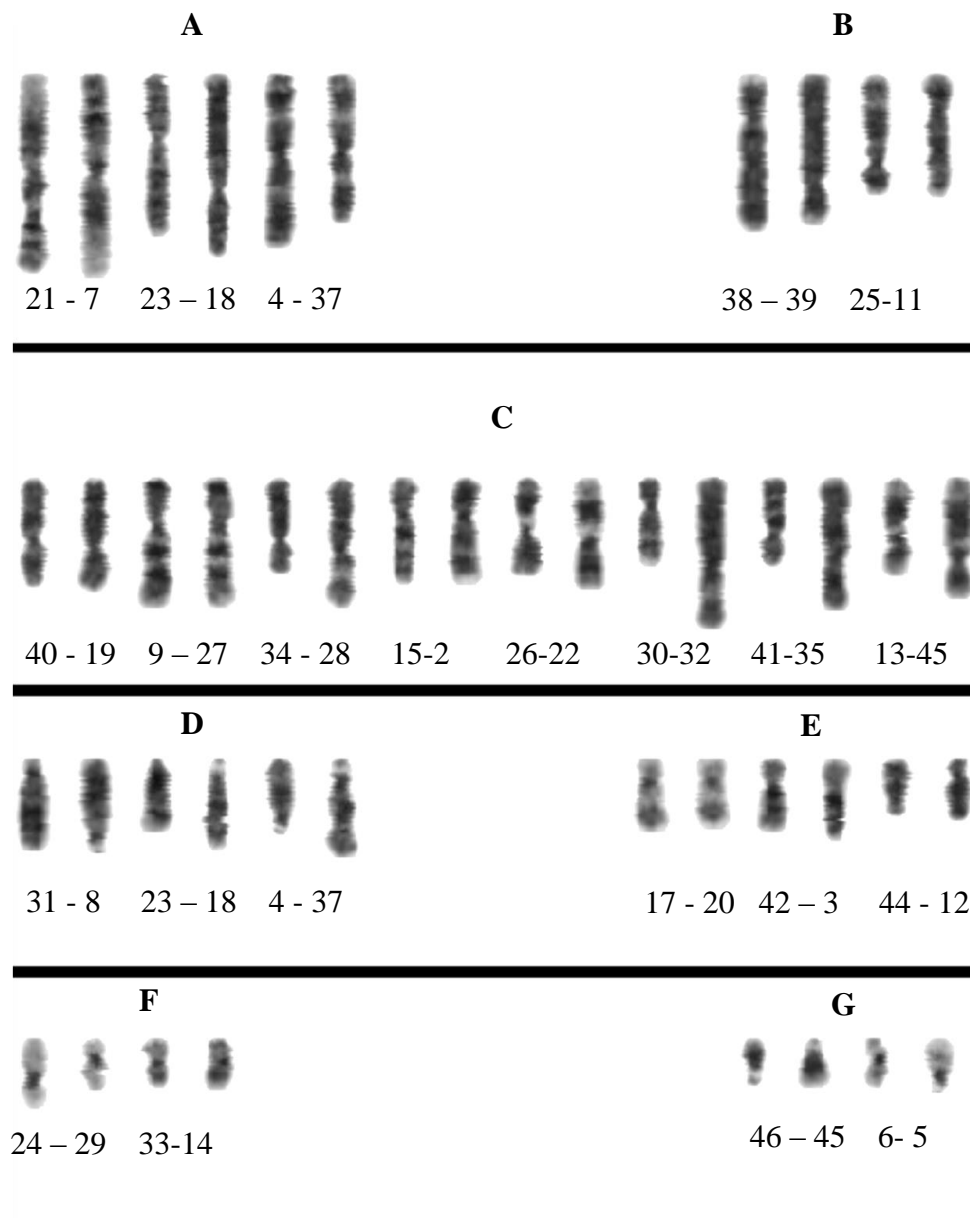 A B
21 - 7 23 – 18 4 - 37 38 – 39 25-11
C
40 - 19 9 – 27 34 - 28 15-2 26-22 30-32 41-35 13-45
D E
31 - 8 23 – 18 4 - 37 17 - 20 42 – 3 44 - 12
F G
24 – 29 33-14 46 – 45 6- 5